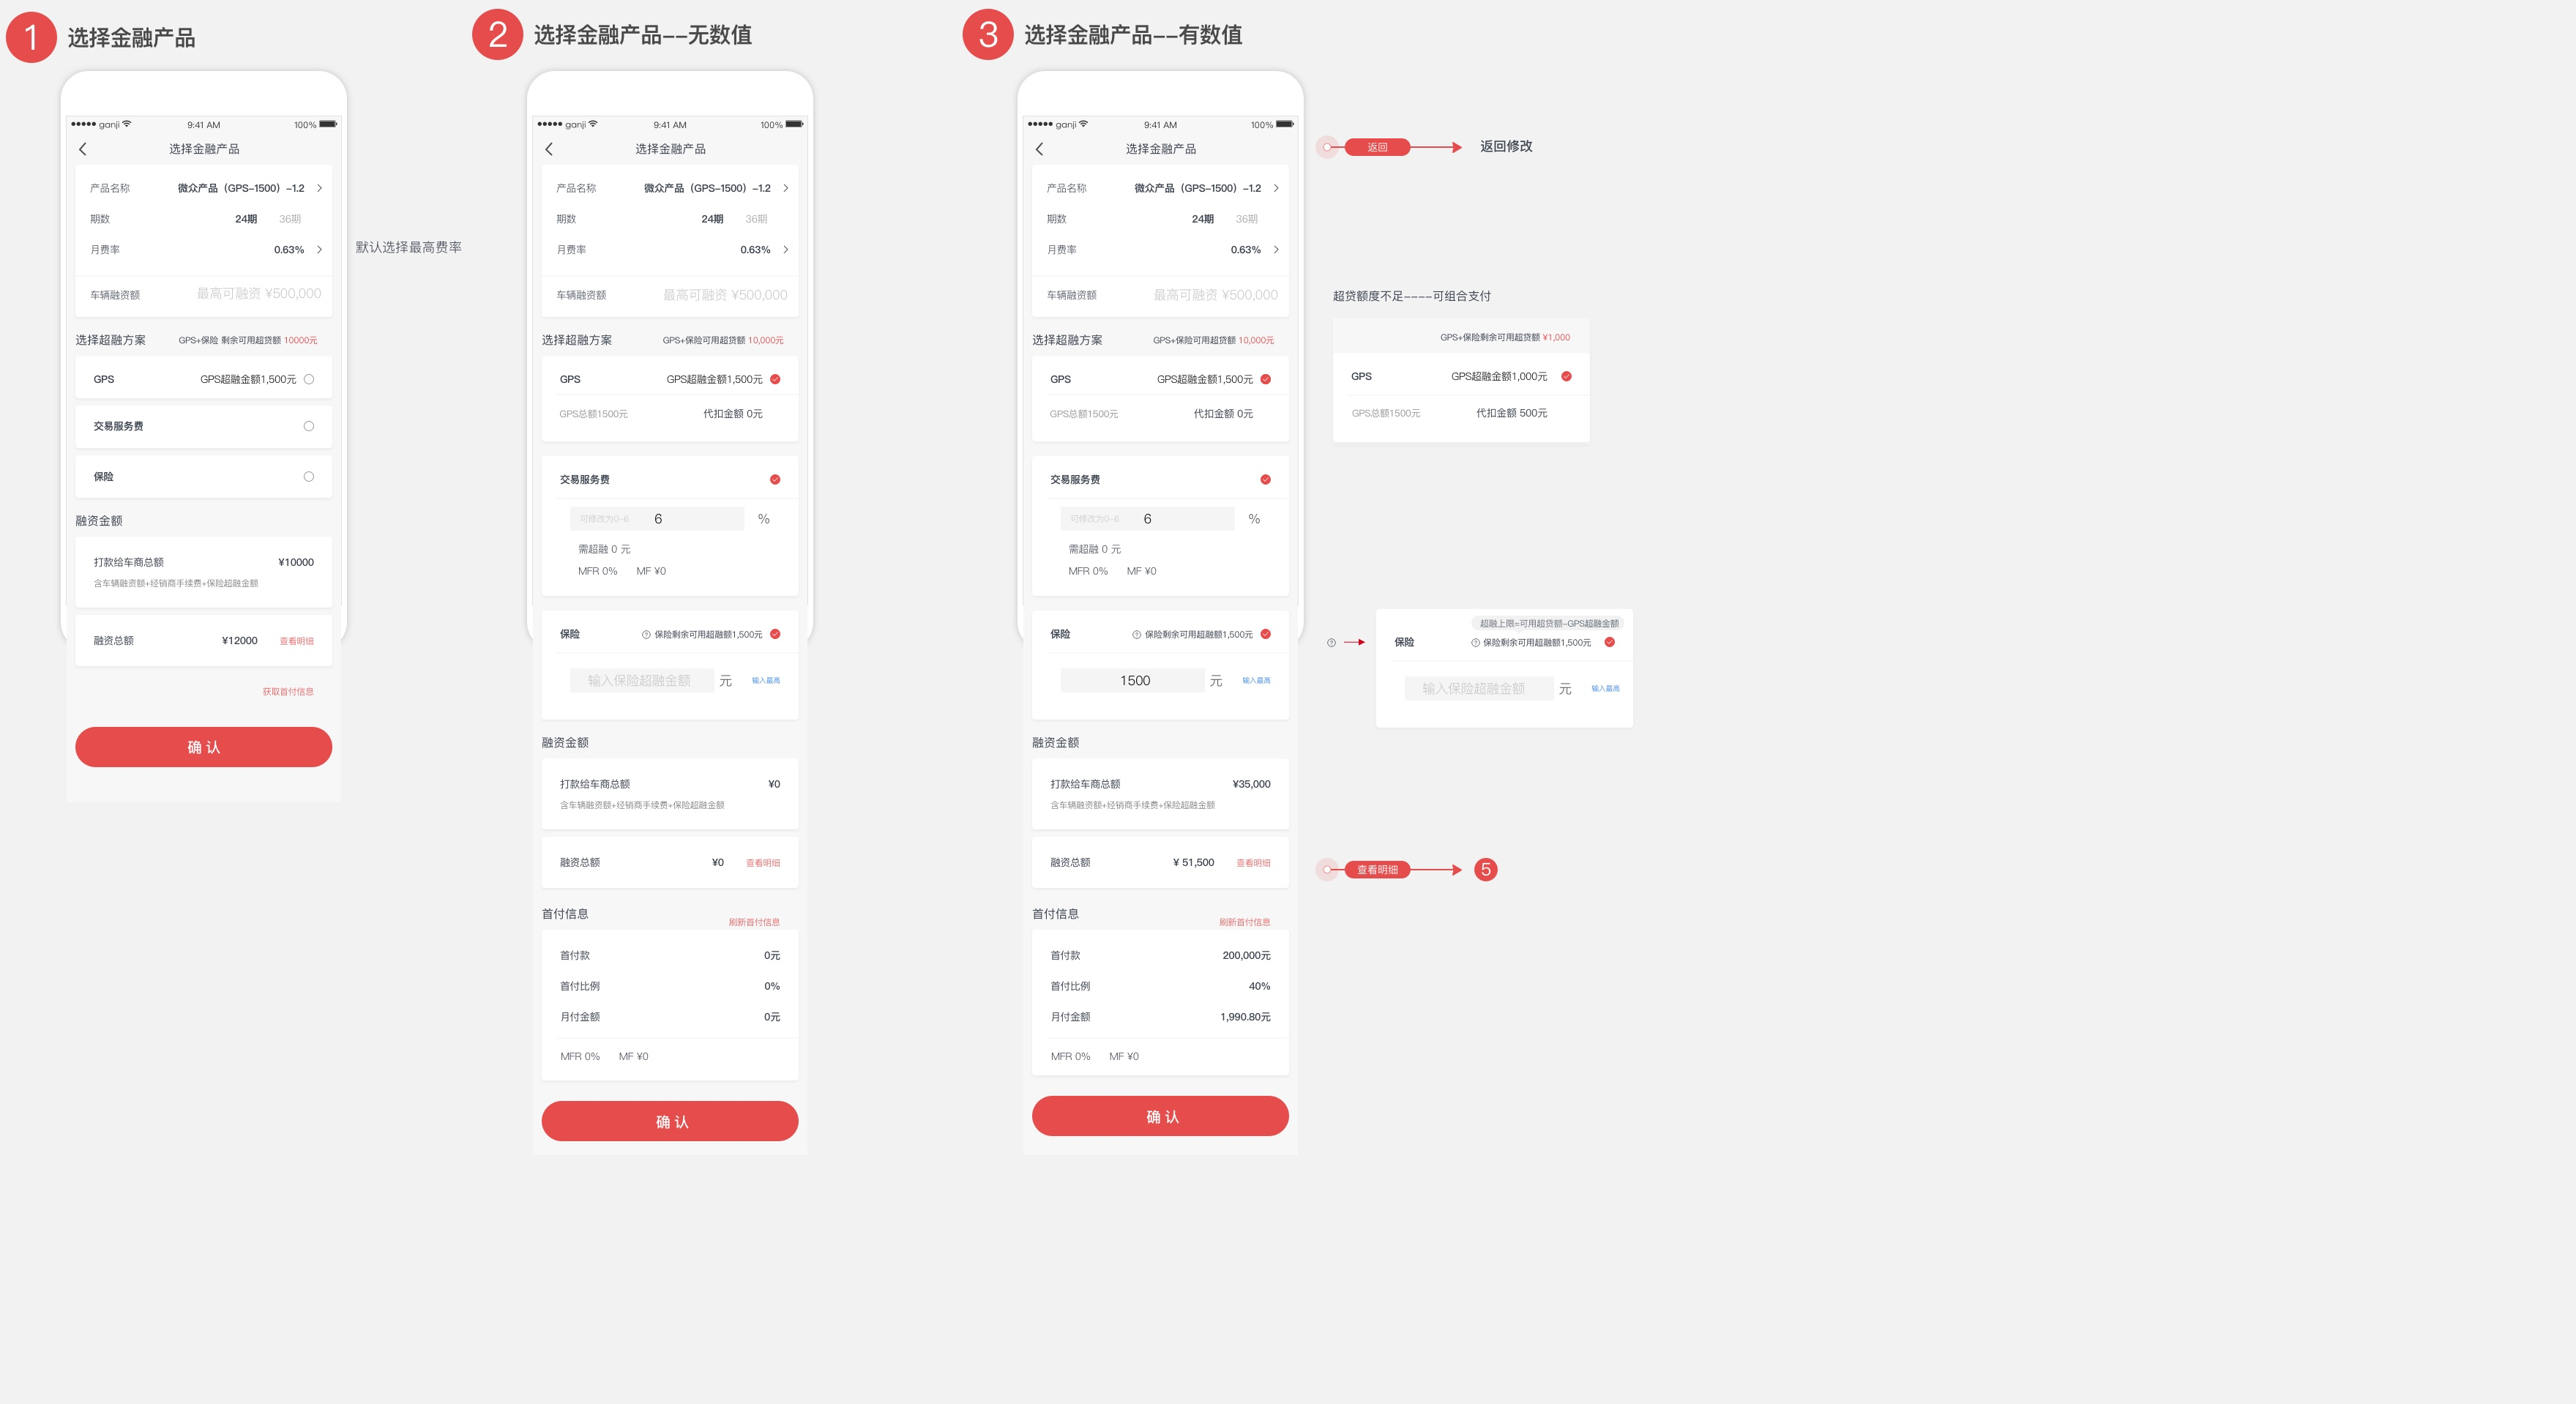 1 选择金融产品
ganji 9:41 AM 100%
选择金融产品
产品名称 微众产品（GPS-1500）-1.2
期数 24期 36期
月费率 0.63%
默认选择最高费率
车辆融资额 最高可融资 ¥500,000
选择超融方案 GPS+保险 剩余可用超贷额 10000元
GPS GPS超融金额1,500元
交易服务费
保险
融资金额
打款给车商总额 ¥10000
含车辆融资额+经销商手续费+保险超融金额
融资总额 ¥12000 查看明细
获取首付信息
确 认
2 选择金融产品--无数值
ganji 9:41 AM 100%
选择金融产品
产品名称 微众产品（GPS-1500）-1.2
期数 24期 36期
月费率 0.63%
车辆融资额 最高可融资 ¥500,000
选择超融方案 GPS+保险可用超贷额 10,000元
GPS GPS超融金额1,500元
GPS总额1500元 代扣金额 0元
交易服务费
可修改为0-6 6 %
需超融 0 元
MFR 0% MF ¥0
保险 ? 保险剩余可用超融额1,500元
输入保险超融金额 元 输入最高
融资金额
打款给车商总额 ¥0
含车辆融资额+经销商手续费+保险超融金额
融资总额 ¥0 查看明细
首付信息
刷新首付信息
首付款 0元
首付比例 0%
月付金额 0元
MFR 0% MF ¥0
确 认
3 选择金融产品--有数值
ganji 9:41 AM 100%
选择金融产品
产品名称 微众产品（GPS-1500）-1.2
期数 24期 36期
月费率 0.63%
车辆融资额 最高可融资 ¥500,000
选择超融方案 GPS+保险可用超贷额 10,000元
GPS GPS超融金额1,500元
GPS总额1500元 代扣金额 0元
交易服务费
可修改为0-6 6 %
需超融 0 元
MFR 0% MF ¥0
保险 ? 保险剩余可用超融额1,500元
1500 元 输入最高
融资金额
打款给车商总额 ¥35,000
含车辆融资额+经销商手续费+保险超融金额
融资总额 ¥ 51,500 查看明细
首付信息
刷新首付信息
首付款 200,000元
首付比例 40%
月付金额 1,990.80元
MFR 0% MF ¥0
确 认
返回 返回修改
超贷额度不足----可组合支付
GPS+保险剩余可用超贷额 ¥1,000
GPS GPS超融金额1,000元
GPS总额1500元 代扣金额 500元
超融上限=可用超贷额-GPS超融金额
? 保险 ? 保险剩余可用超融额1,500元
输入保险超融金额 元 输入最高
查看明细 5